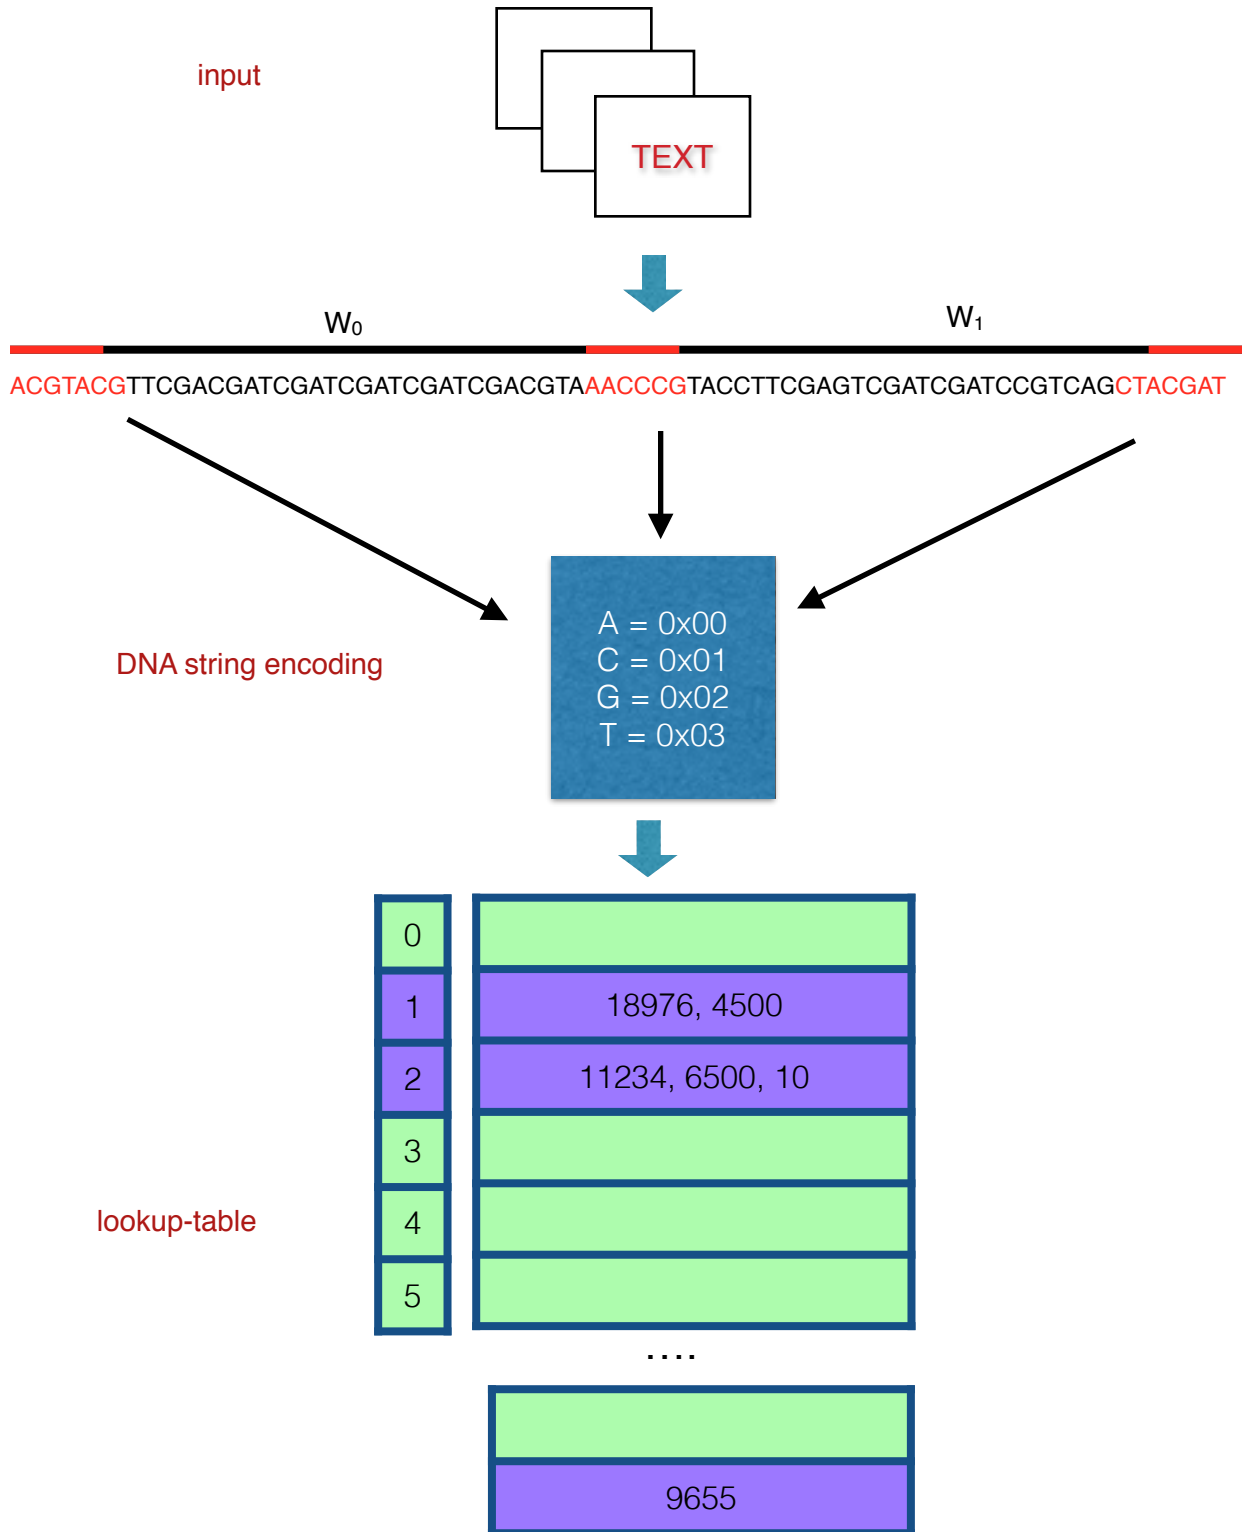 input
TEXT
W0
W1
ACGTACGTTCGACGATCGATCGATCGATCGACGTAAACCCGTACCTTCGAGTCGATCGATCCGTCAGCTACGAT
A = 0x00
C = 0x01
G = 0x02
T = 0x03
DNA string encoding
0
1 18976, 4500
2 11234, 6500, 10
3
4
5
lookup-table
....
9655